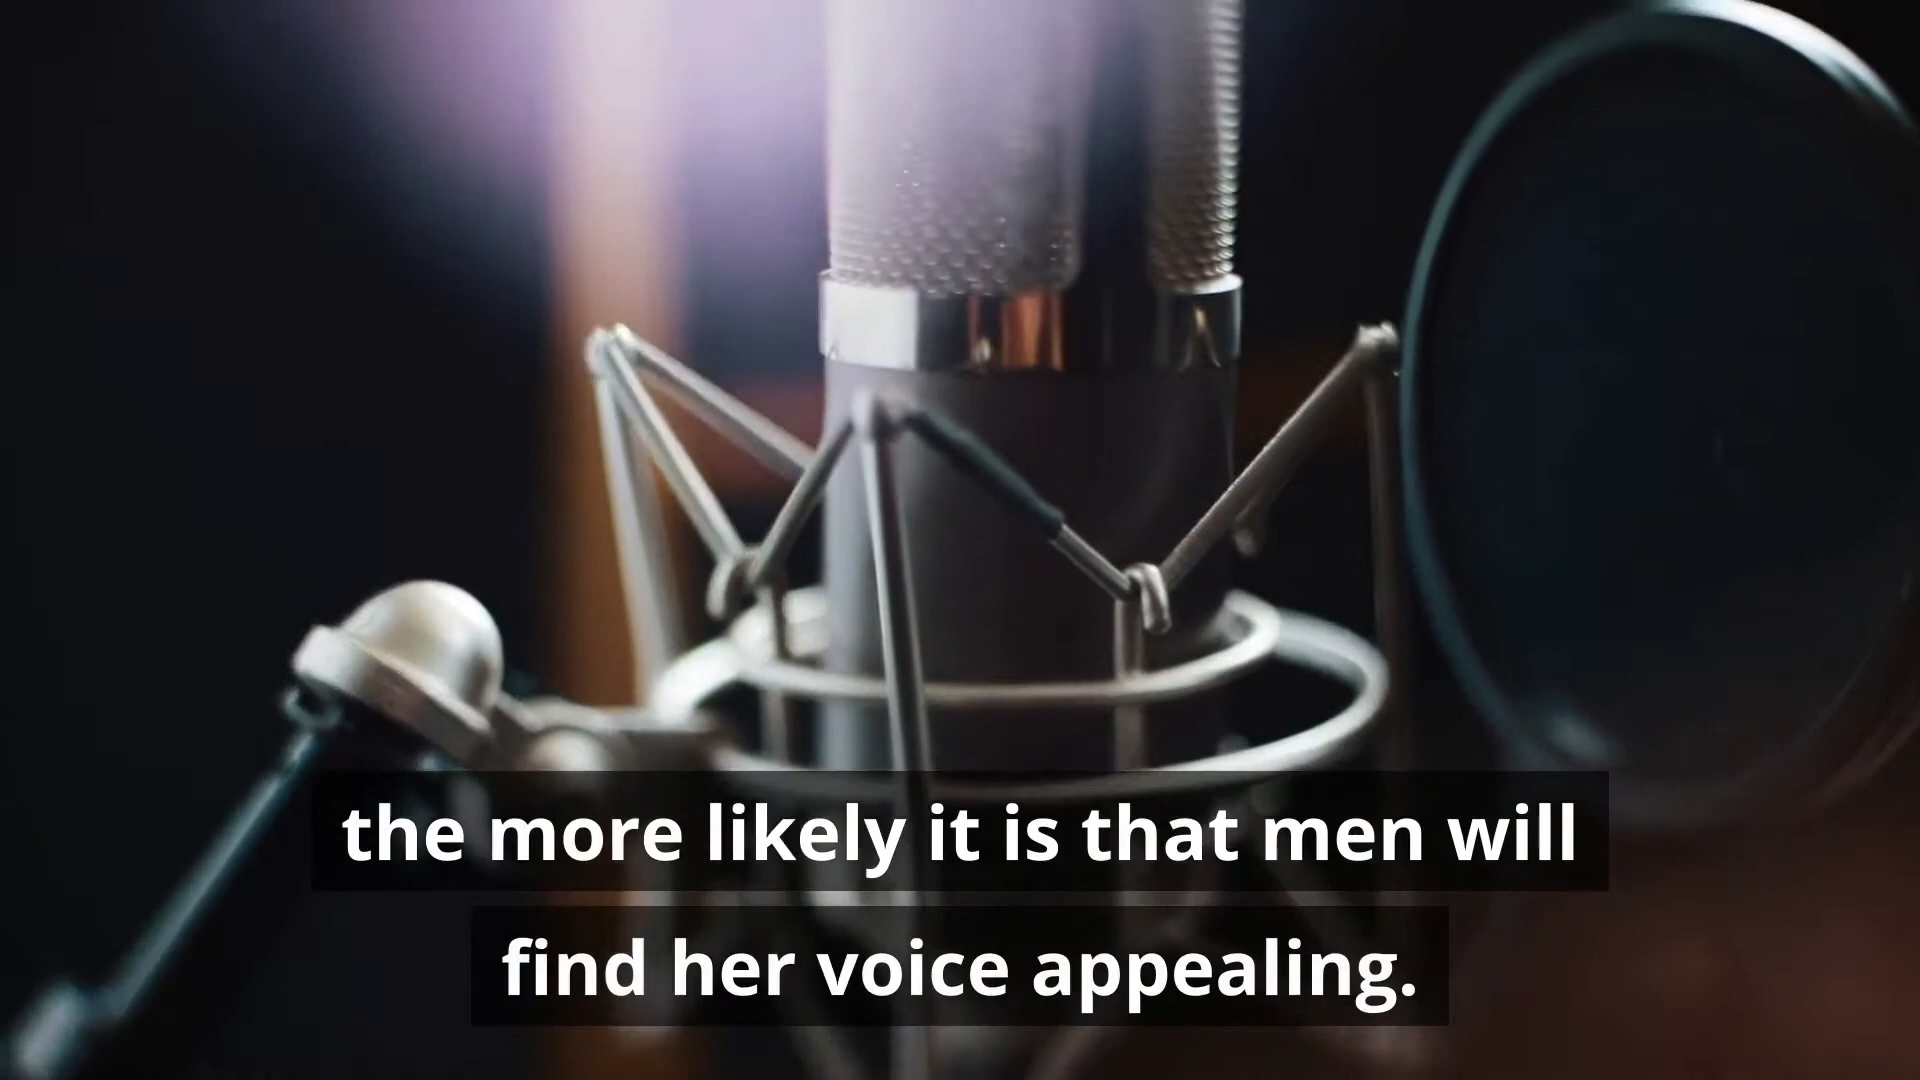 the more likely it is that men will
find her voice appealing.